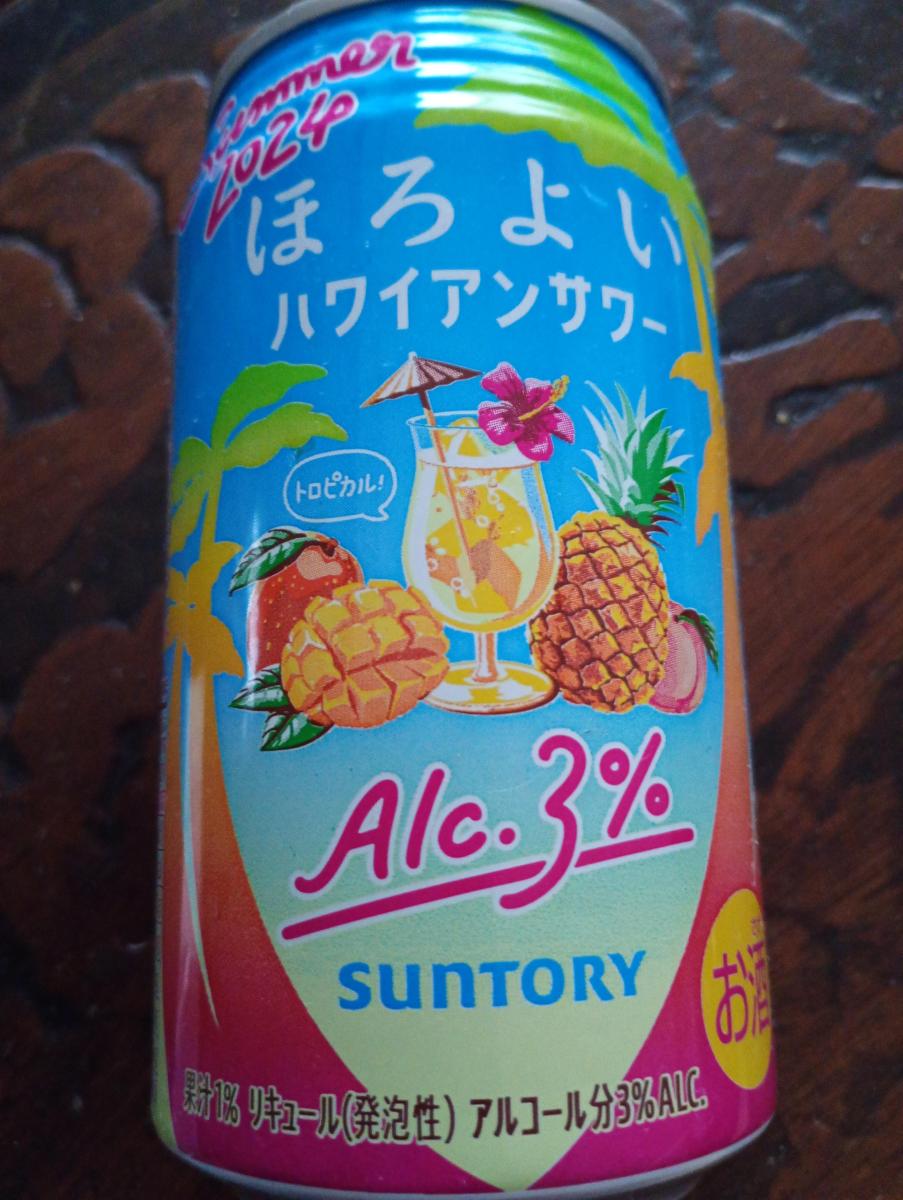 Summer
2024
ほろよい
ハワイアンサワー
トロピカル!
Alc. 3%
SUNTORY
お酒
果汁1% リキュール(発泡性) アルコール分3%ALC.